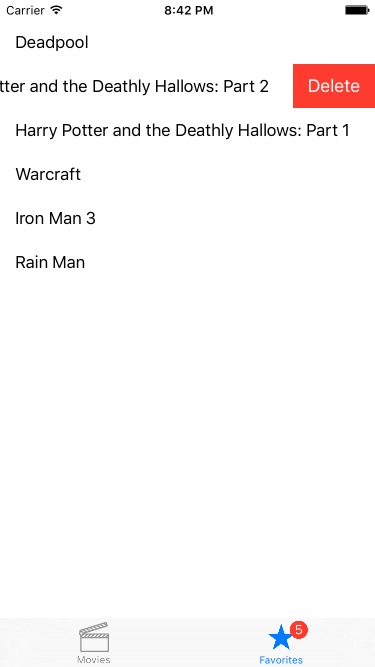 Carrier 8:42 PM
Deadpool
tter and the Deathly Hallows: Part 2 Delete
Harry Potter and the Deathly Hallows: Part 1
Warcraft
Iron Man 3
Rain Man
5
Movies Favorites